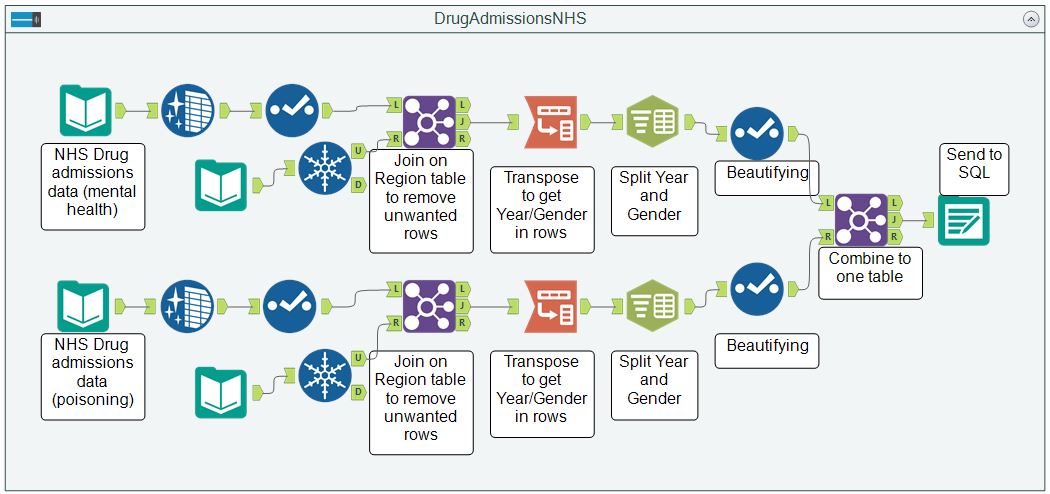 DrugAdmissionsNHS
NHS Drug
admissions
data (mental
health)
L
R
L
J
R
U
D
Join on
Region table
to remove
unwanted
rows
Transpose
to get
Year/Gender
in rows
Split Year
and
Gender
Beautifying
L
R
L
J
R
Combine to
one table
Send to
SQL
NHS Drug
admissions
data
(poisoning)
L
R
L
J
R
U
D
Join on
Region table
to remove
unwanted
rows
Transpose
to get
Year/Gender
in rows
Split Year
and
Gender
Beautifying